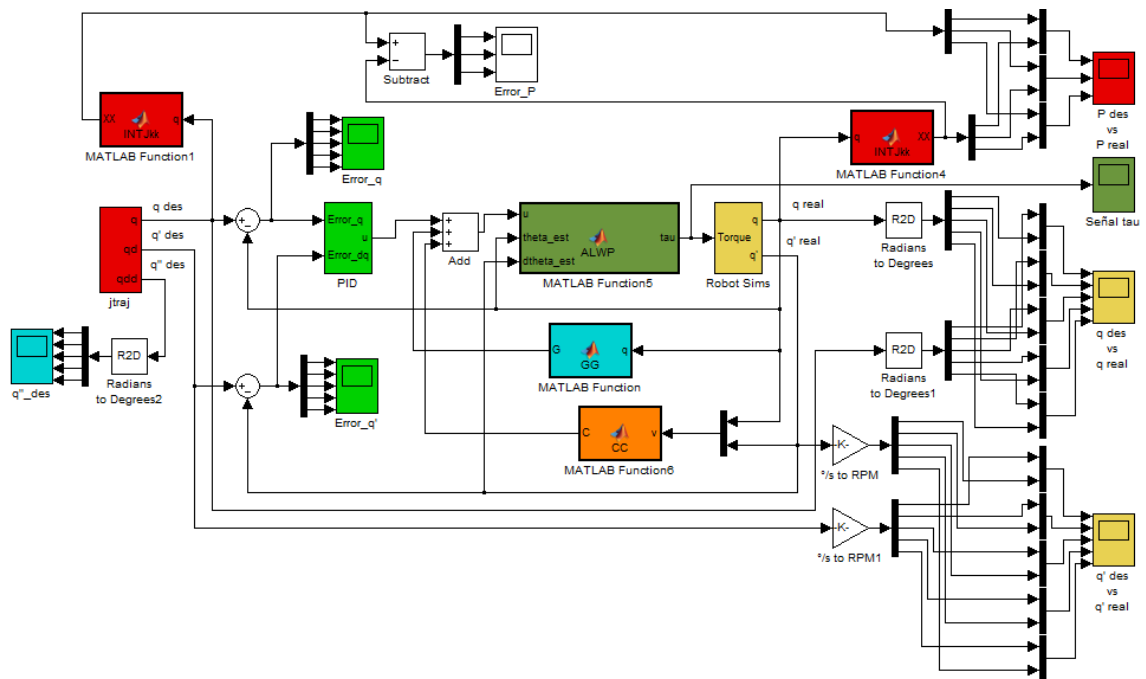 +
−
Subtract
Error_P
XX
q
INTJkk
MATLAB Function1
q
XX
INTJkk
MATLAB Function4
P des
vs
P real
Error_q
q des
q' des
q'' des
q
qd
qdd
jtraj
+
−
Error_q
u
Error_dq
PID
+
+
+
Add
u
theta_est
dtheta_est
tau
ALWP
MATLAB Function5
Torque
q
q'
Robot Sims
q real
q' real
R2D
Radians
to Degrees
Señal tau
G
q
GG
MATLAB Function
R2D
Radians
to Degrees1
q des
vs
q real
q''_des
R2D
Radians
to Degrees2
+
−
Error_q'
C
v
CC
MATLAB Function6
-K-
°/s to RPM
-K-
°/s to RPM1
q' des
vs
q' real